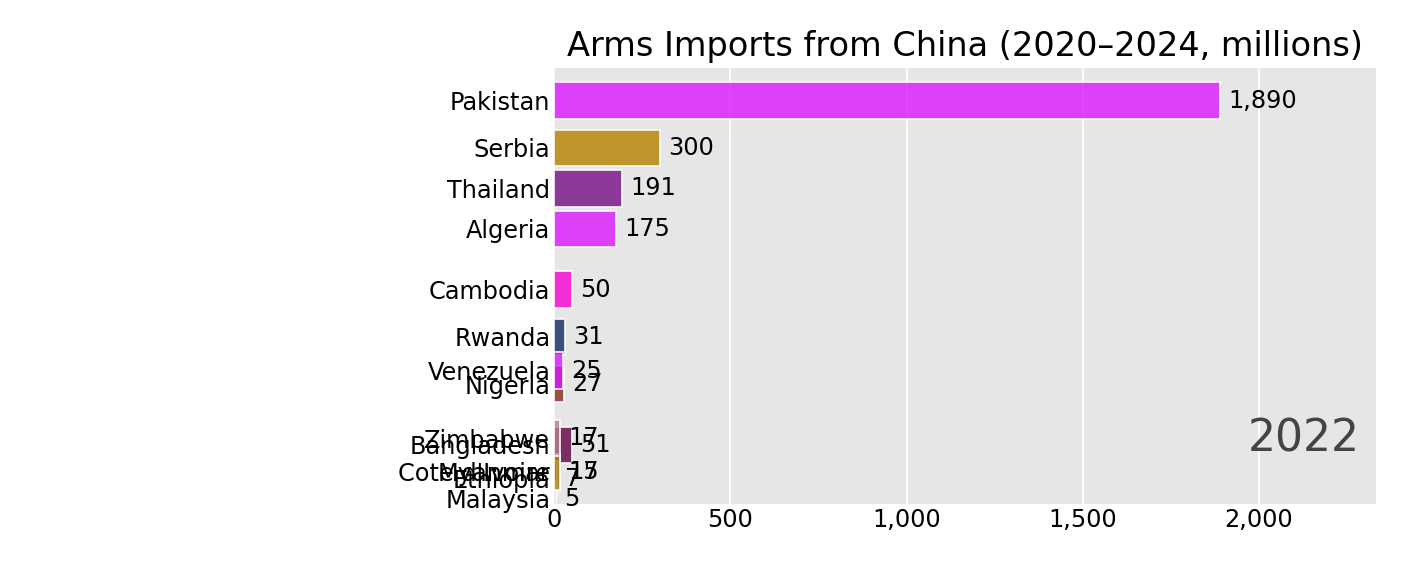 Arms Imports from China (2020–2024, millions)
Pakistan 1,890
Serbia 300
Thailand 191
Algeria 175
Cambodia 50
Rwanda 31
Venezuela 25
Nigeria 27
Zimbabwe 17
Bangladesh 51
Myanmar
Ethiopia 7
Malaysia 5
2022
0 500 1,000 1,500 2,000